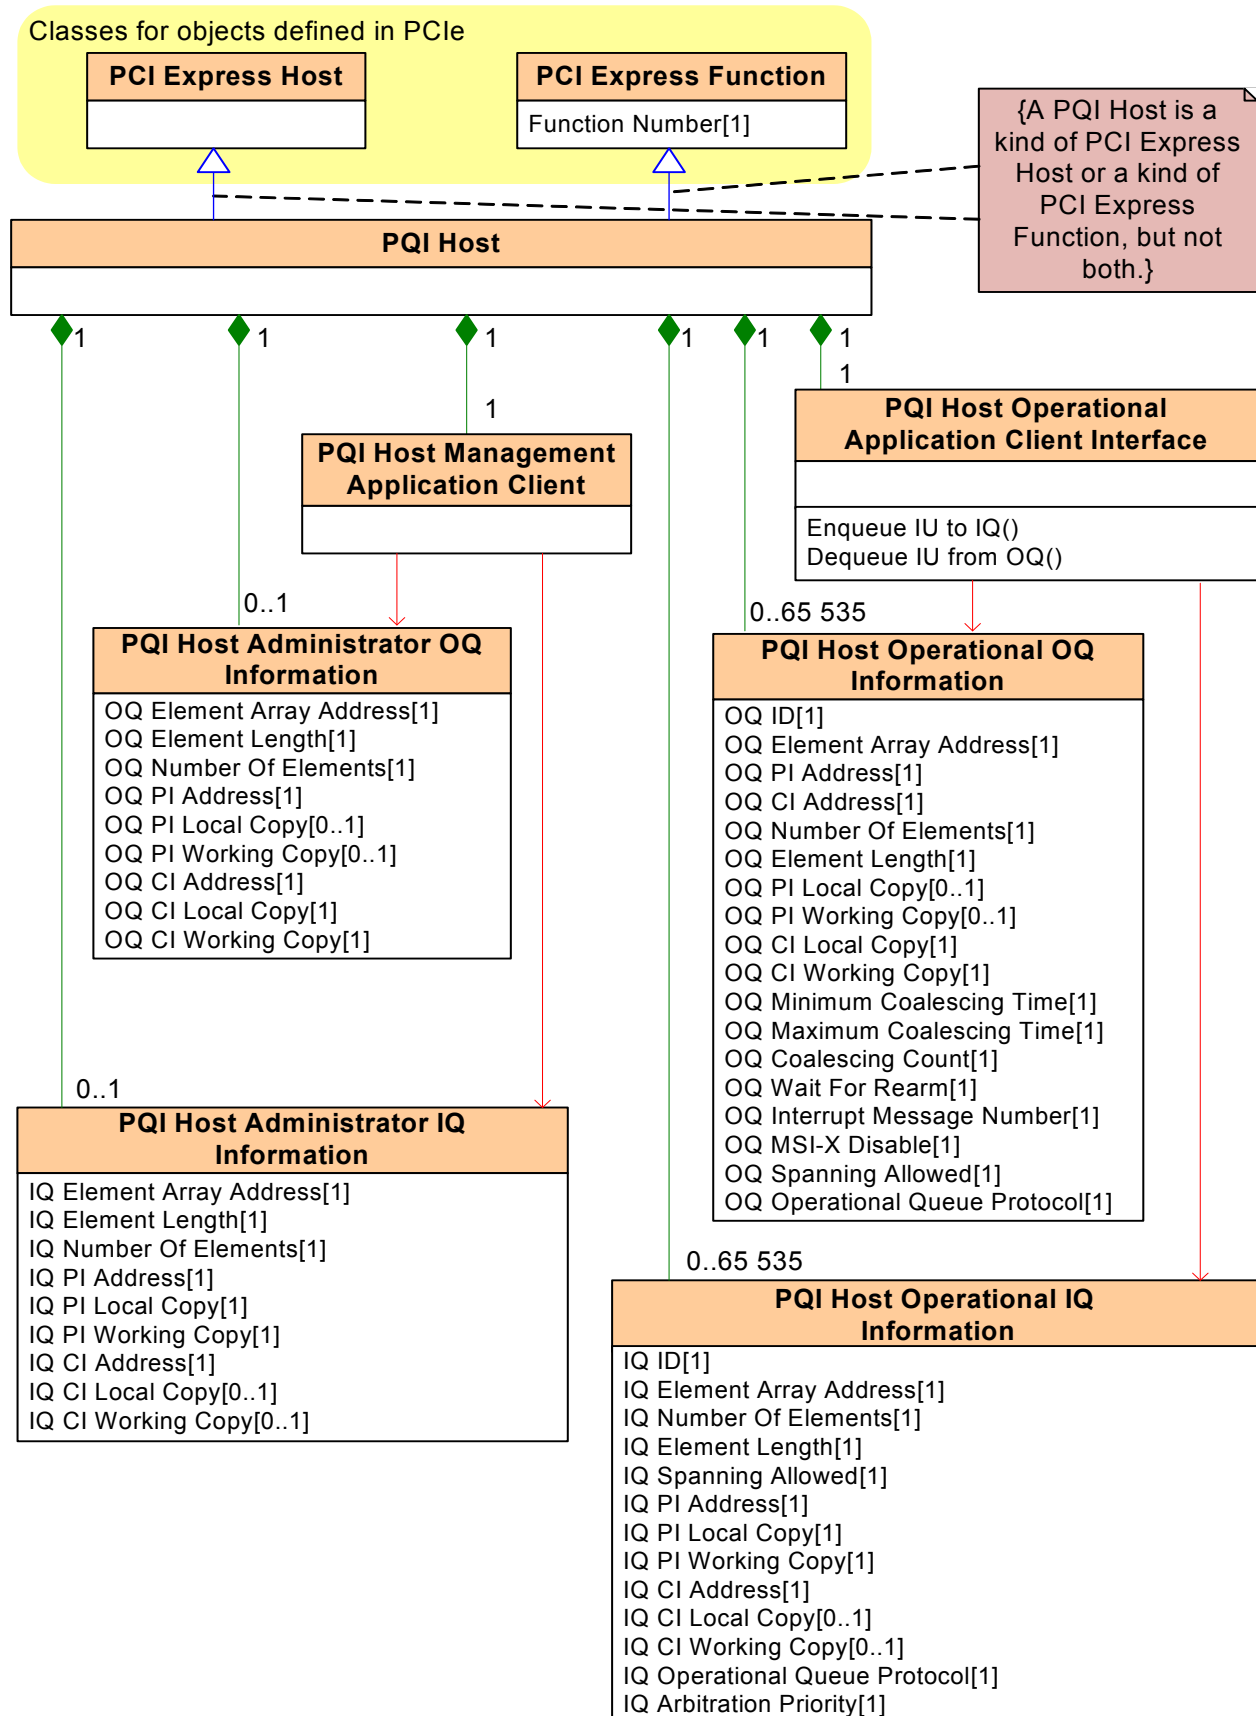 Classes for objects defined in PCIe
PCI Express Host
PCI Express Function
Function Number[1]
{A PQI Host is a
kind of PCI Express
Host or a kind of
PCI Express
Function, but not
both.}
PQI Host
1
1
1
1
1
1
1
1
PQI Host Operational
Application Client Interface
Enqueue IU to IQ()
Dequeue IU from OQ()
PQI Host Management
Application Client
0..1
0..65 535
PQI Host Administrator OQ
Information
OQ Element Array Address[1]
OQ Element Length[1]
OQ Number Of Elements[1]
OQ PI Address[1]
OQ PI Local Copy[0..1]
OQ PI Working Copy[0..1]
OQ CI Address[1]
OQ CI Local Copy[1]
OQ CI Working Copy[1]
PQI Host Operational OQ
Information
OQ ID[1]
OQ Element Array Address[1]
OQ PI Address[1]
OQ CI Address[1]
OQ Number Of Elements[1]
OQ Element Length[1]
OQ PI Local Copy[0..1]
OQ PI Working Copy[0..1]
OQ CI Local Copy[1]
OQ CI Working Copy[1]
OQ Minimum Coalescing Time[1]
OQ Maximum Coalescing Time[1]
OQ Coalescing Count[1]
OQ Wait For Rearm[1]
OQ Interrupt Message Number[1]
OQ MSI-X Disable[1]
OQ Spanning Allowed[1]
OQ Operational Queue Protocol[1]
0..1
PQI Host Administrator IQ
Information
IQ Element Array Address[1]
IQ Element Length[1]
IQ Number Of Elements[1]
IQ PI Address[1]
IQ PI Local Copy[1]
IQ PI Working Copy[1]
IQ CI Address[1]
IQ CI Local Copy[0..1]
IQ CI Working Copy[0..1]
0..65 535
PQI Host Operational IQ
Information
IQ ID[1]
IQ Element Array Address[1]
IQ Number Of Elements[1]
IQ Element Length[1]
IQ Spanning Allowed[1]
IQ PI Address[1]
IQ PI Local Copy[1]
IQ PI Working Copy[1]
IQ CI Address[1]
IQ CI Local Copy[0..1]
IQ CI Working Copy[0..1]
IQ Operational Queue Protocol[1]
IQ Arbitration Priority[1]